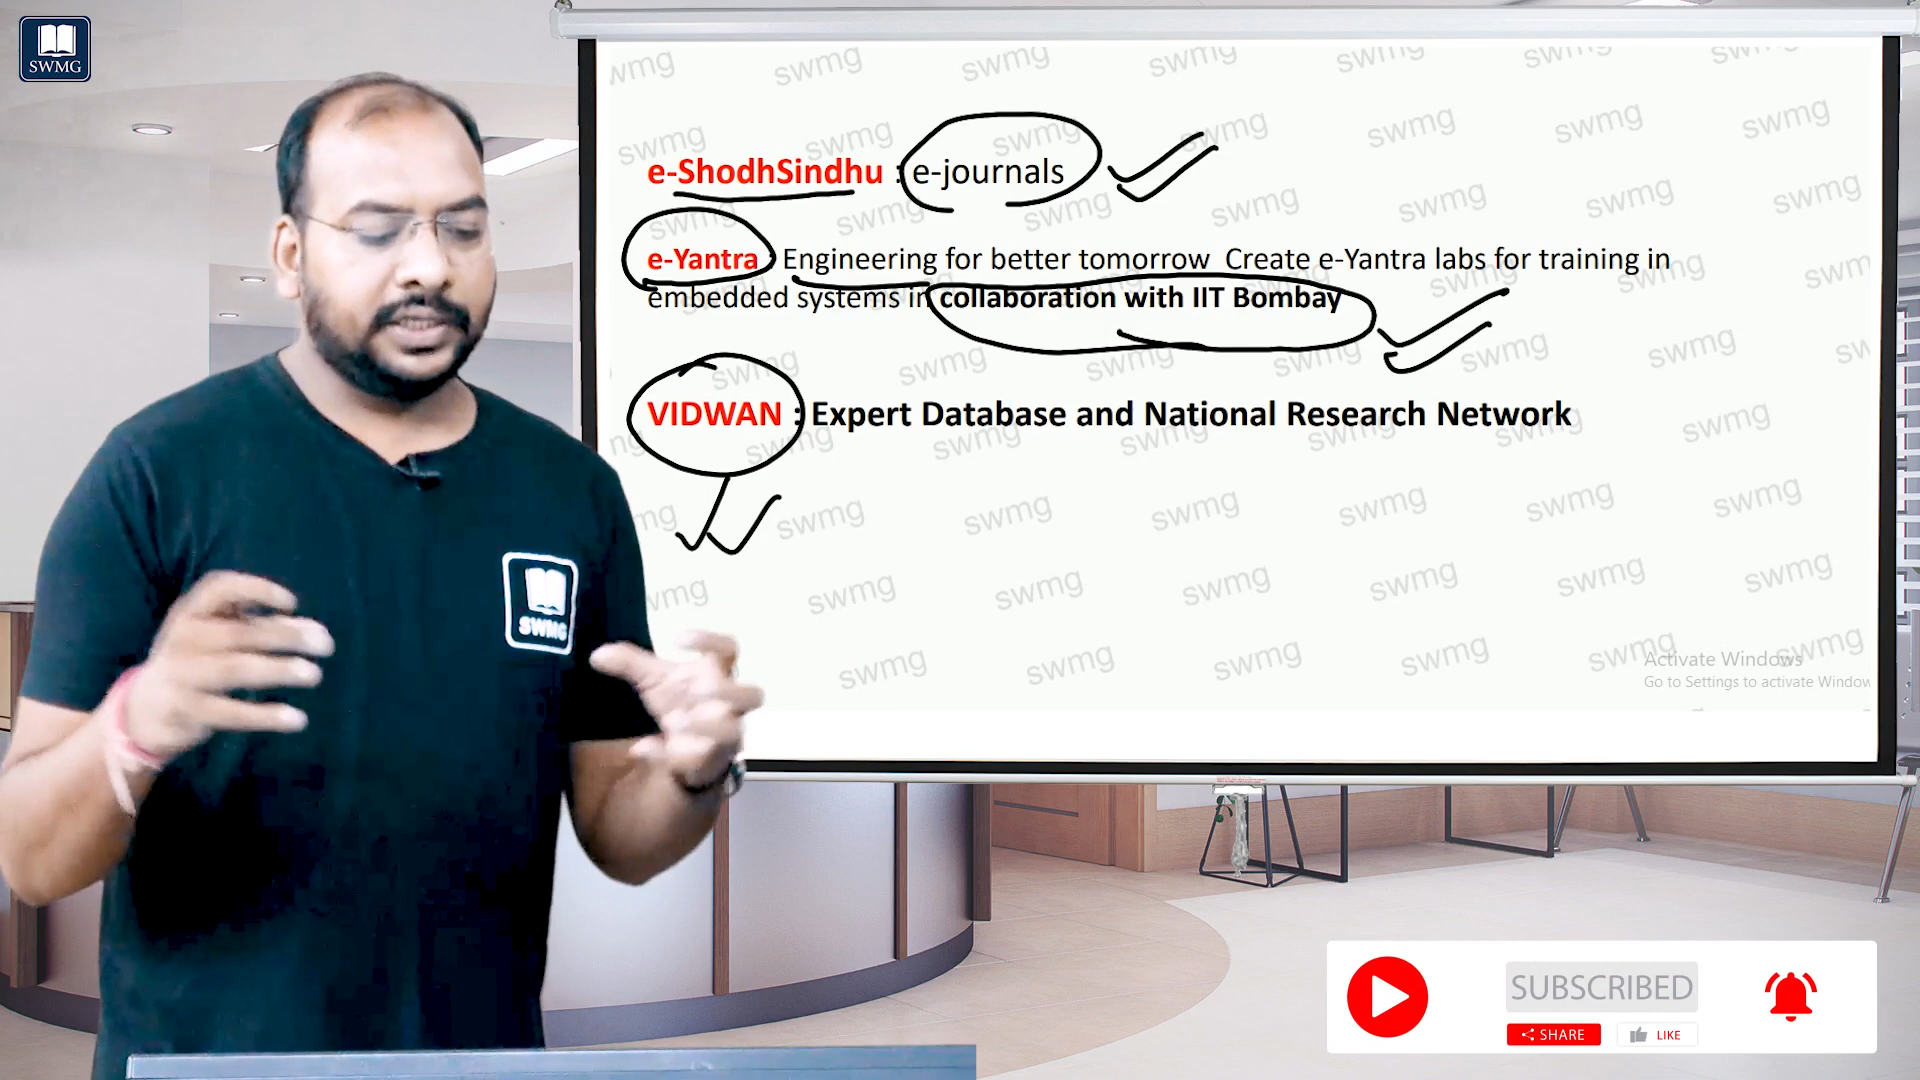 SWMG
e-ShodhSindhu : e-journals
e-Yantra : Engineering for better tomorrow Create e-Yantra labs for training in
embedded systems in collaboration with IIT Bombay
VIDWAN : Expert Database and National Research Network
SWMG
Activate Windows
Go to Settings to activate Window
SUBSCRIBED
SHARE
LIKE
swmg